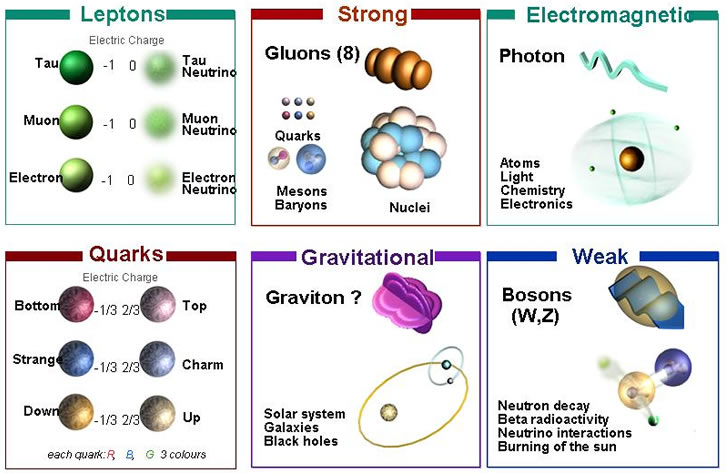 Leptons
Electric Charge
Tau -1 0 Tau
Neutrino
Muon -1 0 Muon
Neutrino
Electron -1 0 Electron
Neutrino
Strong
Gluons (8)
Quarks
Mesons
Baryons
Nuclei
Electromagnetic
Photon
Atoms
Light
Chemistry
Electronics
Quarks
Electric Charge
Bottom -1/3 2/3 Top
Strange -1/3 2/3 Charm
Down -1/3 2/3 Up
each quark: R, B, G 3 colours
Gravitational
Graviton ?
Solar system
Galaxies
Black holes
Weak
Bosons
(W,Z)
Neutron decay
Beta radioactivity
Neutrino interactions
Burning of the sun